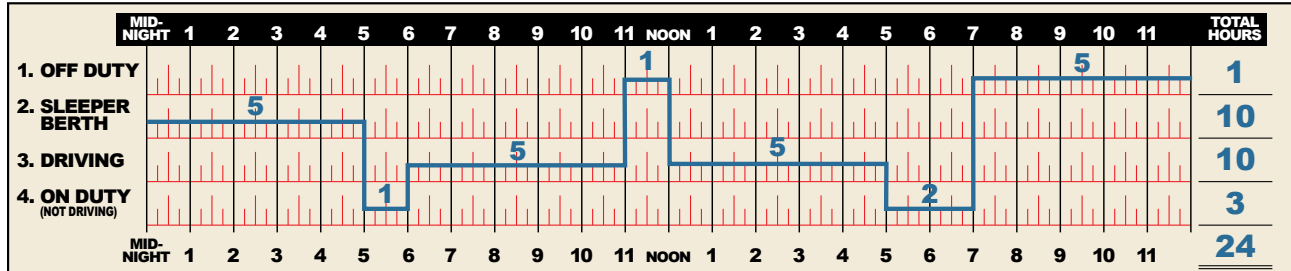 MID-NIGHT 1 2 3 4 5 6 7 8 9 10 11 NOON 1 2 3 4 5 6 7 8 9 10 11 TOTAL HOURS
1. OFF DUTY 1 5 1
2. SLEEPER BERTH 5 10
3. DRIVING 5 5 10
4. ON DUTY (NOT DRIVING) 1 2 3
MID-NIGHT 1 2 3 4 5 6 7 8 9 10 11 NOON 1 2 3 4 5 6 7 8 9 10 11 24